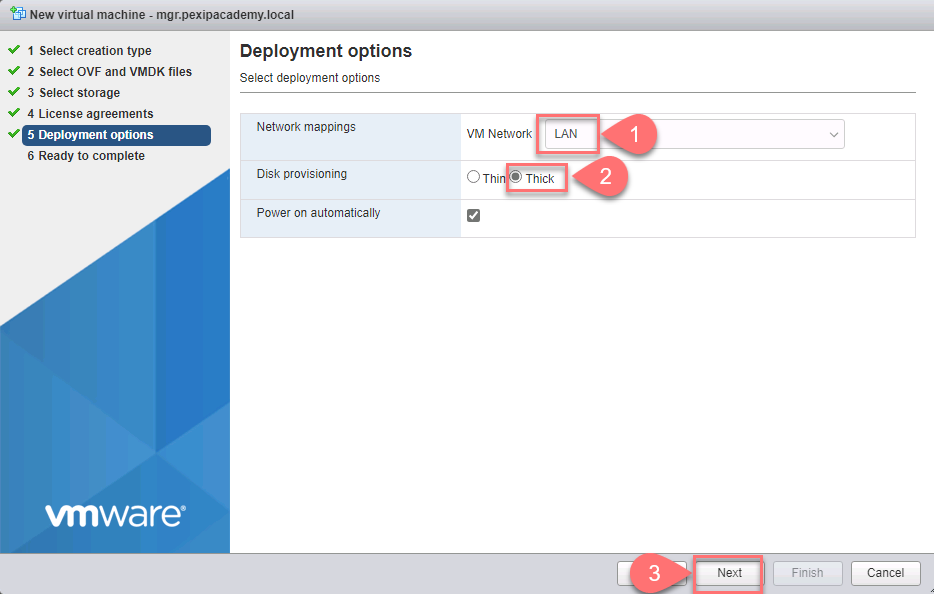 New virtual machine - mgr.pexipacademy.local
1 Select creation type
2 Select OVF and VMDK files
3 Select storage
4 License agreements
5 Deployment options
6 Ready to complete
vmware®
Deployment options
Select deployment options
Network mappings
VM Network LAN 1
Disk provisioning
Thin Thick 2
Power on automatically
3 Next Finish Cancel